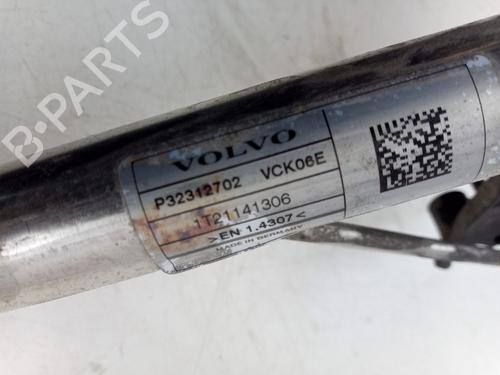 B-PARTS
VOLVO
P32312702 VCK06E
1T21141306
>EN 1.4307<
MADE IN GERMANY